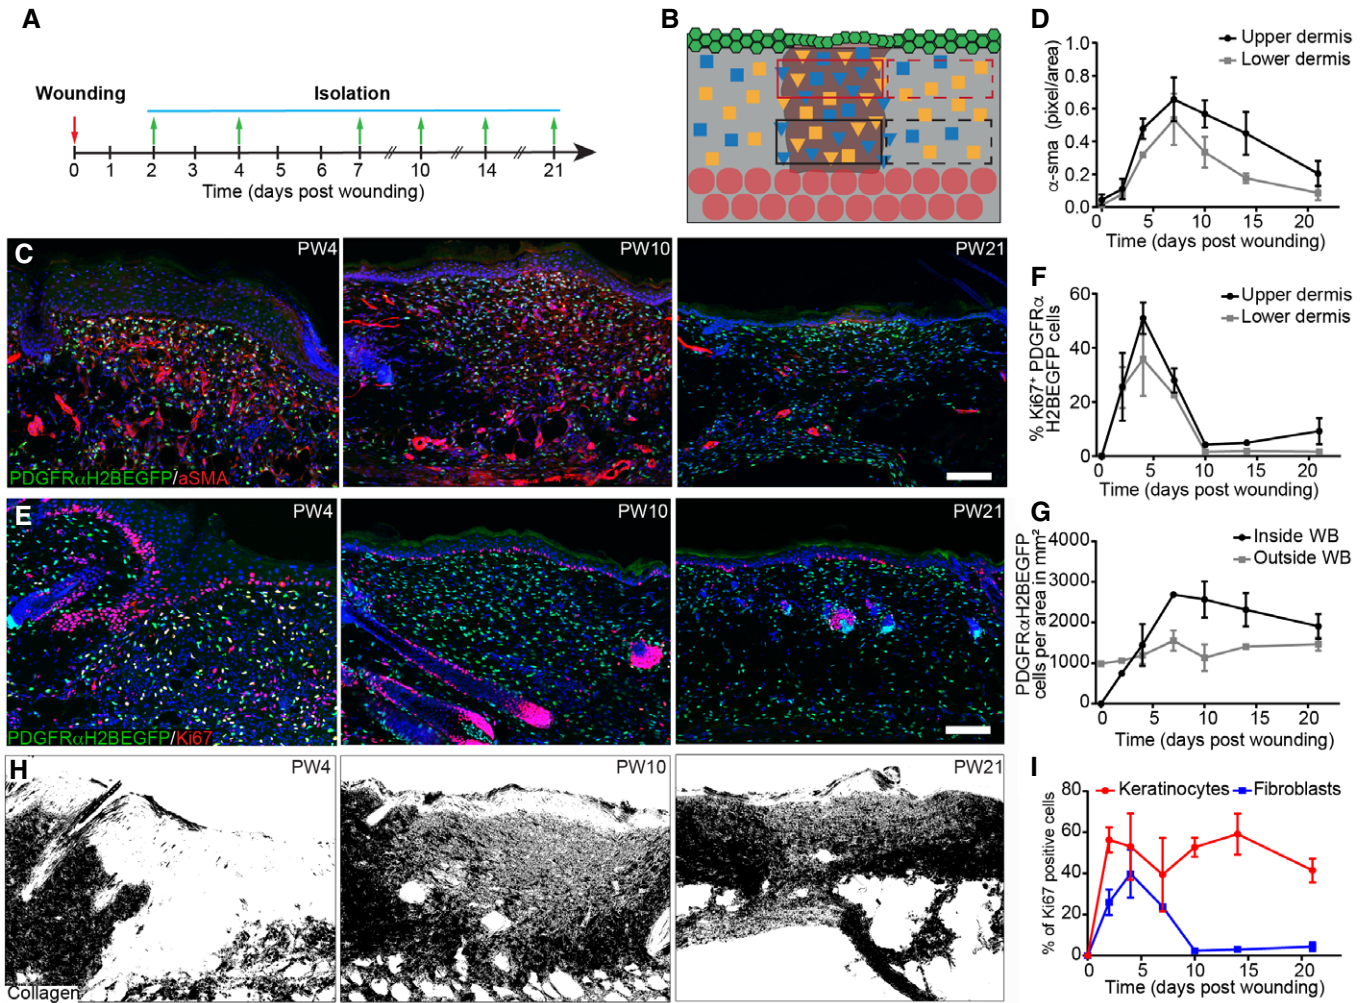 A
Wounding
Isolation
0 1 2 3 4 5 6 7 10 14 21
Time (days post wounding)
B
D
Upper dermis
Lower dermis
α-sma (pixel/area)
1.0
0.8
0.6
0.4
0.2
0.0
0 5 10 15 20
Time (days post wounding)
C
PW4
PW10
PW21
PDGFRαH2BEGFP/aSMA
F
Upper dermis
Lower dermis
% Ki67+ PDGFRα
H2BEGFP cells
60
40
20
0
0 5 10 15 20
Time (days post wounding)
E
PW4
PW10
PW21
PDGFRαH2BEGFP/Ki67
G
Inside WB
Outside WB
PDGFRαH2BEGFP
cells per area in mm²
4000
3000
2000
1000
0
0 5 10 15 20
Time (days post wounding)
H
PW4
PW10
PW21
Collagen
I
Keratinocytes
Fibroblasts
% of Ki67 positive cells
80
60
40
20
0
0 5 10 15 20
Time (days post wounding)